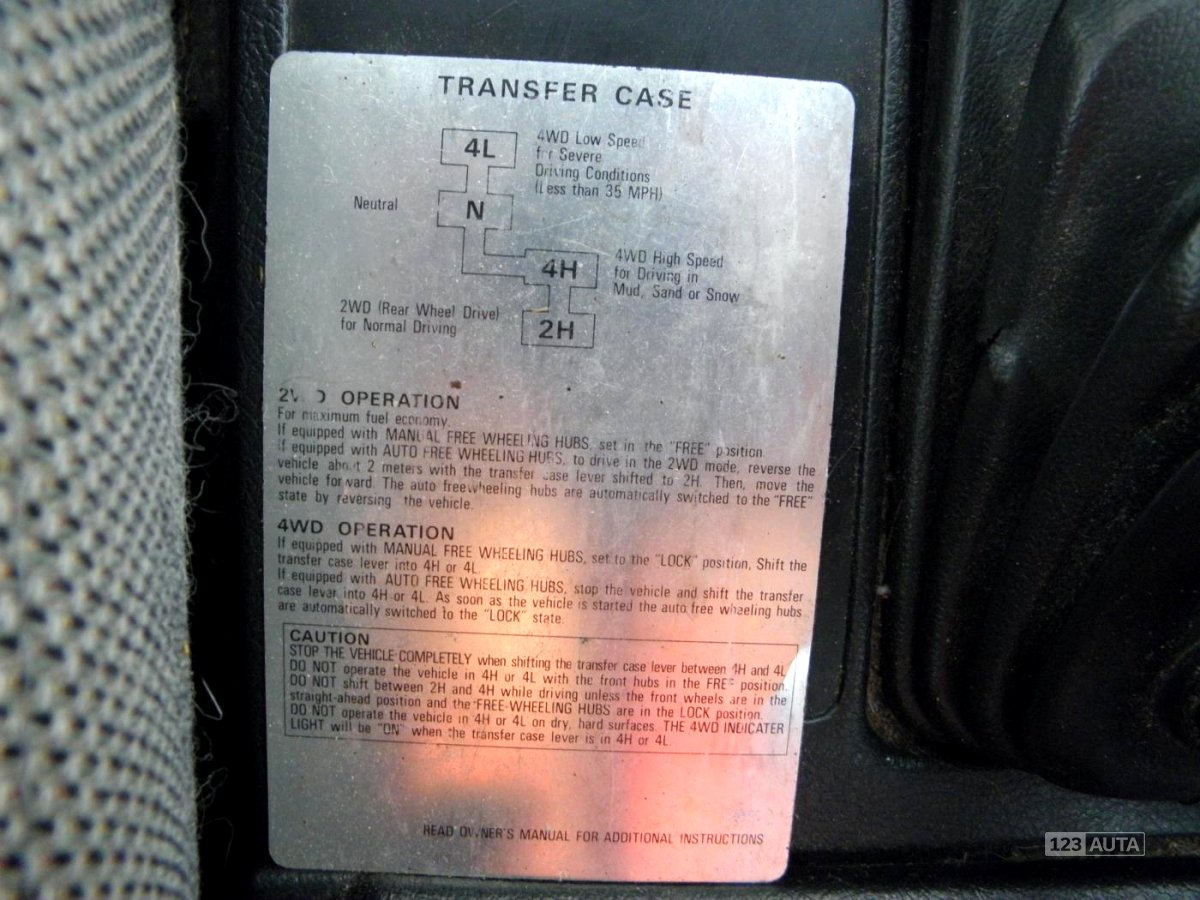 TRANSFER CASE
4L
4WD Low Speed
for Severe
Driving Conditions
(Less than 35 MPH)
Neutral
N
4H
4WD High Speed
for Driving in
Mud, Sand or Snow
2WD (Rear Wheel Drive)
for Normal Driving
2H
2WD OPERATION
For maximum fuel economy.
If equipped with MANUAL FREE WHEELING HUBS, set in the "FREE" position.
If equipped with AUTO FREE WHEELING HUBS, to drive in the 2WD mode, reverse the
vehicle about 2 meters with the transfer case lever shifted to 2H. Then, move the
vehicle forward. The auto freewheeling hubs are automatically switched to the "FREE"
state by reversing the vehicle.
4WD OPERATION
If equipped with MANUAL FREE WHEELING HUBS, set to the "LOCK" position, Shift the
transfer case lever into 4H or 4L.
If equipped with AUTO FREE WHEELING HUBS, stop the vehicle and shift the transfer
case lever into 4H or 4L. As soon as the vehicle is started the auto free wheeling hubs
are automatically switched to the "LOCK" state.
CAUTION
STOP THE VEHICLE COMPLETELY when shifting the transfer case lever between 4H and 4L
DO NOT operate the vehicle in 4H or 4L with the front hubs in the FREE position.
DO NOT shift between 2H and 4H while driving unless the front wheels are in the
straight-ahead position and the FREE-WHEELING HUBS are in the LOCK position.
DO NOT operate the vehicle in 4H or 4L on dry, hard surfaces. THE 4WD INDICATER
LIGHT will be "ON" when the transfer case lever is in 4H or 4L.
READ OWNER'S MANUAL FOR ADDITIONAL INSTRUCTIONS
123 AUTA